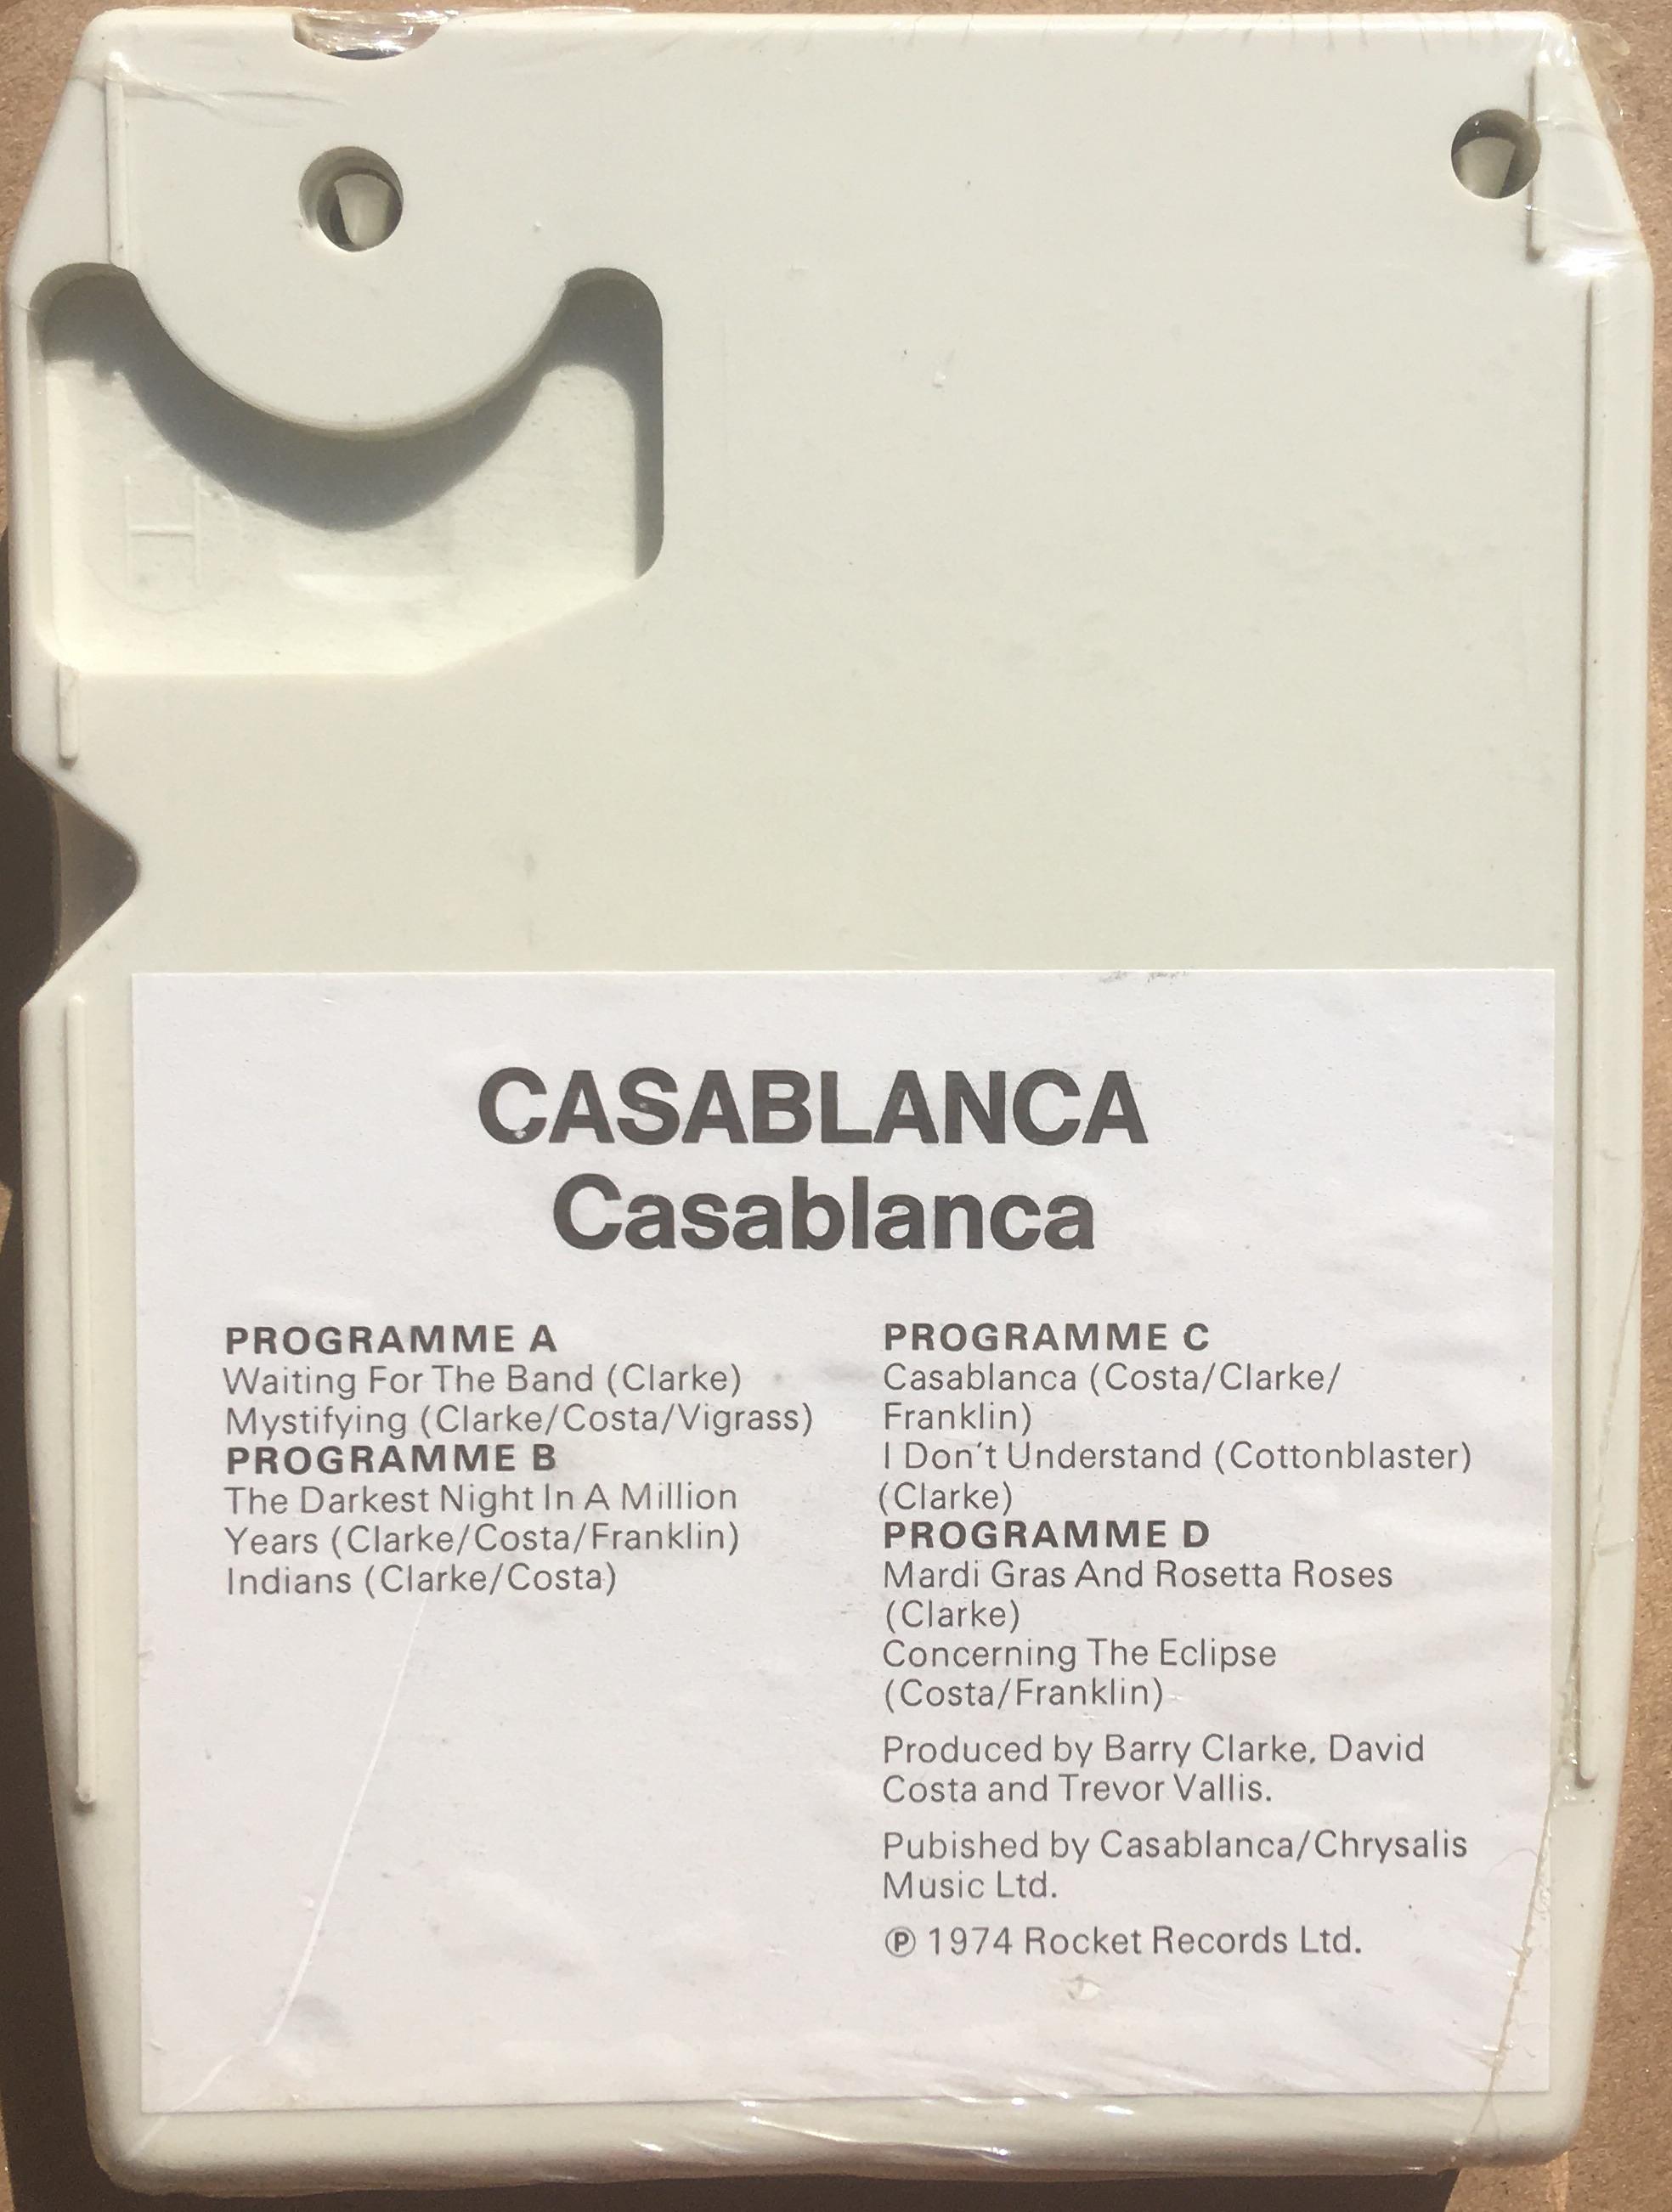 CASABLANCA
Casablanca
PROGRAMME A
Waiting For The Band (Clarke)
Mystifying (Clarke/Costa/Vigrass)
PROGRAMME B
The Darkest Night In A Million
Years (Clarke/Costa/Franklin)
Indians (Clarke/Costa)
PROGRAMME C
Casablanca (Costa/Clarke/
Franklin)
I Don't Understand (Cottonblaster)
(Clarke)
PROGRAMME D
Mardi Gras And Rosetta Roses
(Clarke)
Concerning The Eclipse
(Costa/Franklin)
Produced by Barry Clarke, David
Costa and Trevor Vallis.
Pubished by Casablanca/Chrysalis
Music Ltd.
℗ 1974 Rocket Records Ltd.